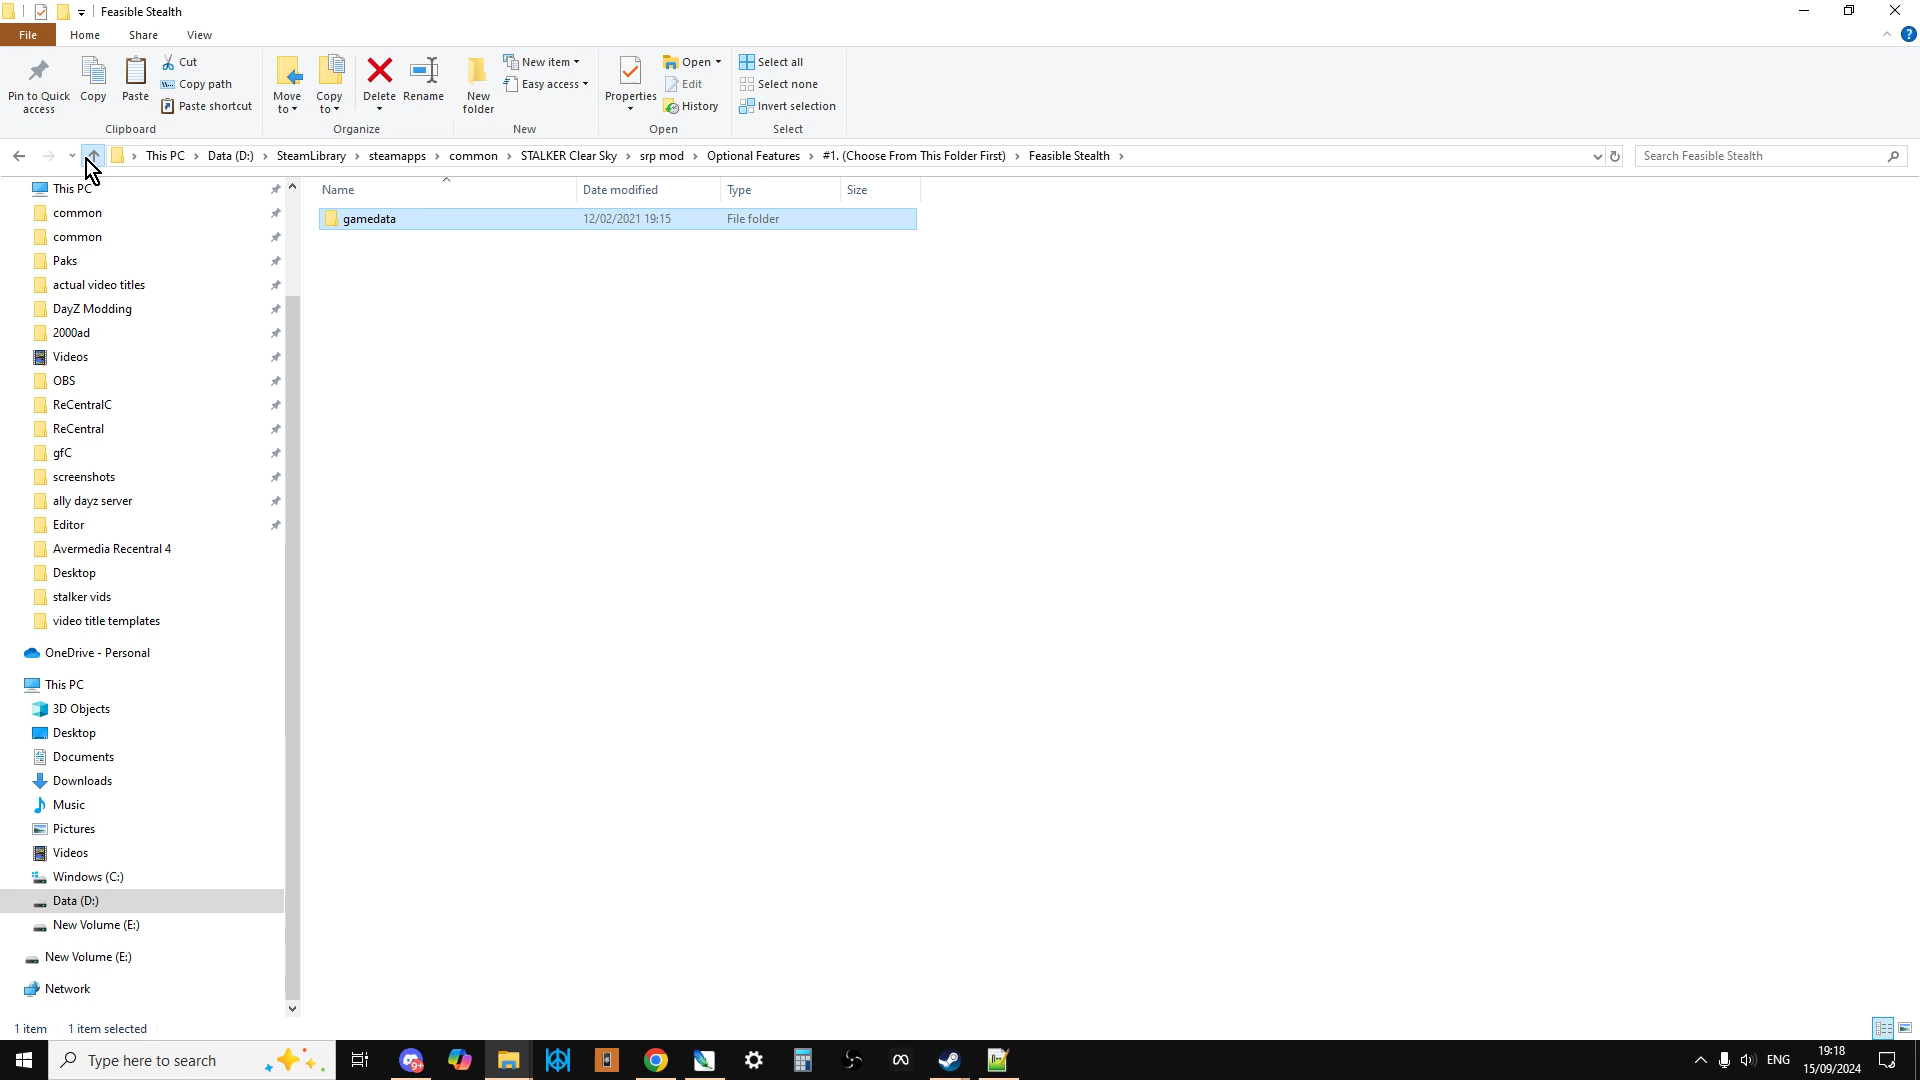 Feasible Stealth
File Home Share View
Pin to Quick access
Copy
Paste
Cut
Copy path
Paste shortcut
Clipboard
Move to
Copy to
Delete
Rename
Organize
New folder
New item
Easy access
New
Properties
Open
Edit
History
Open
Select all
Select none
Invert selection
Select
This PC > Data (D:) > SteamLibrary > steamapps > common > STALKER Clear Sky > srp mod > Optional Features > #1. (Choose From This Folder First) > Feasible Stealth >
Search Feasible Stealth
This PC
common
common
Paks
actual video titles
DayZ Modding
2000ad
Videos
OBS
ReCentralC
ReCentral
gfC
screenshots
ally dayz server
Editor
Avermedia Recentral 4
Desktop
stalker vids
video title templates
OneDrive - Personal
This PC
3D Objects
Desktop
Documents
Downloads
Music
Pictures
Videos
Windows (C:)
Data (D:)
New Volume (E:)
New Volume (E:)
Network
Name Date modified Type Size
gamedata 12/02/2021 19:15 File folder
1 item 1 item selected
Type here to search
ENG
19:18
15/09/2024